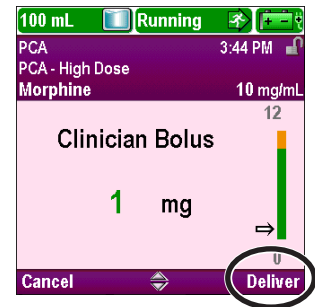 100 mL Running
PCA 3:44 PM
PCA - High Dose
Morphine 10 mg/mL
12
Clinician Bolus
1 mg
0
Cancel Deliver